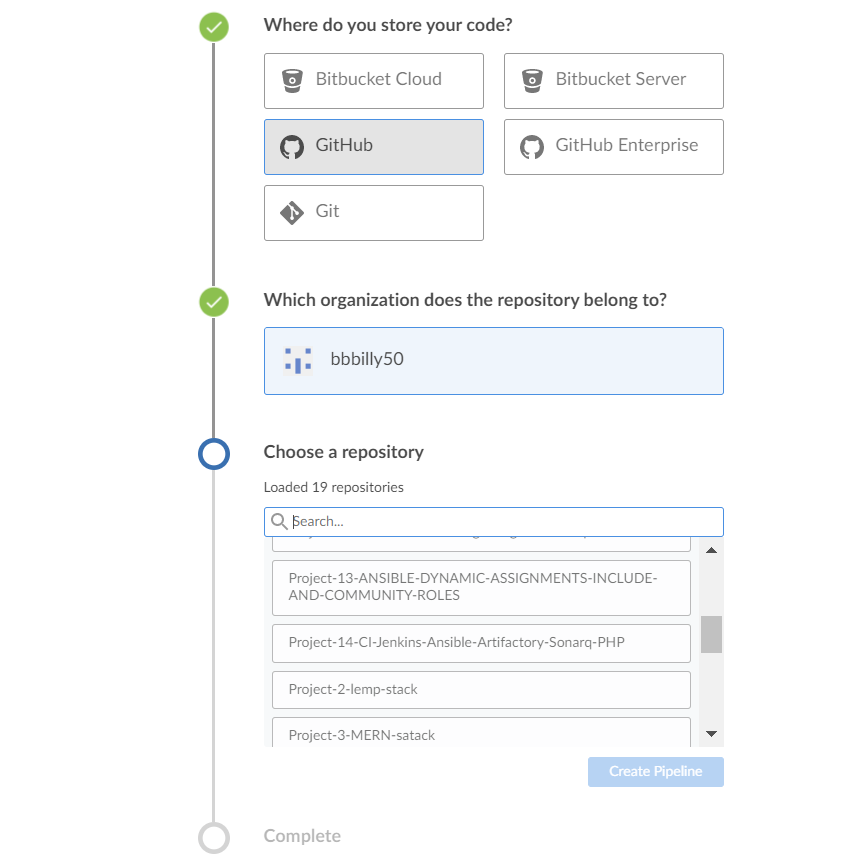 Where do you store your code?
Bitbucket Cloud
Bitbucket Server
GitHub
GitHub Enterprise
Git
Which organization does the repository belong to?
bbbilly50
Choose a repository
Loaded 19 repositories
Search...
Project-13-ANSIBLE-DYNAMIC-ASSIGNMENTS-INCLUDE-
AND-COMMUNITY-ROLES
Project-14-CI-Jenkins-Ansible-Artifactory-Sonarq-PHP
Project-2-lemp-stack
Project-3-MERN-satack
Create Pipeline
Complete